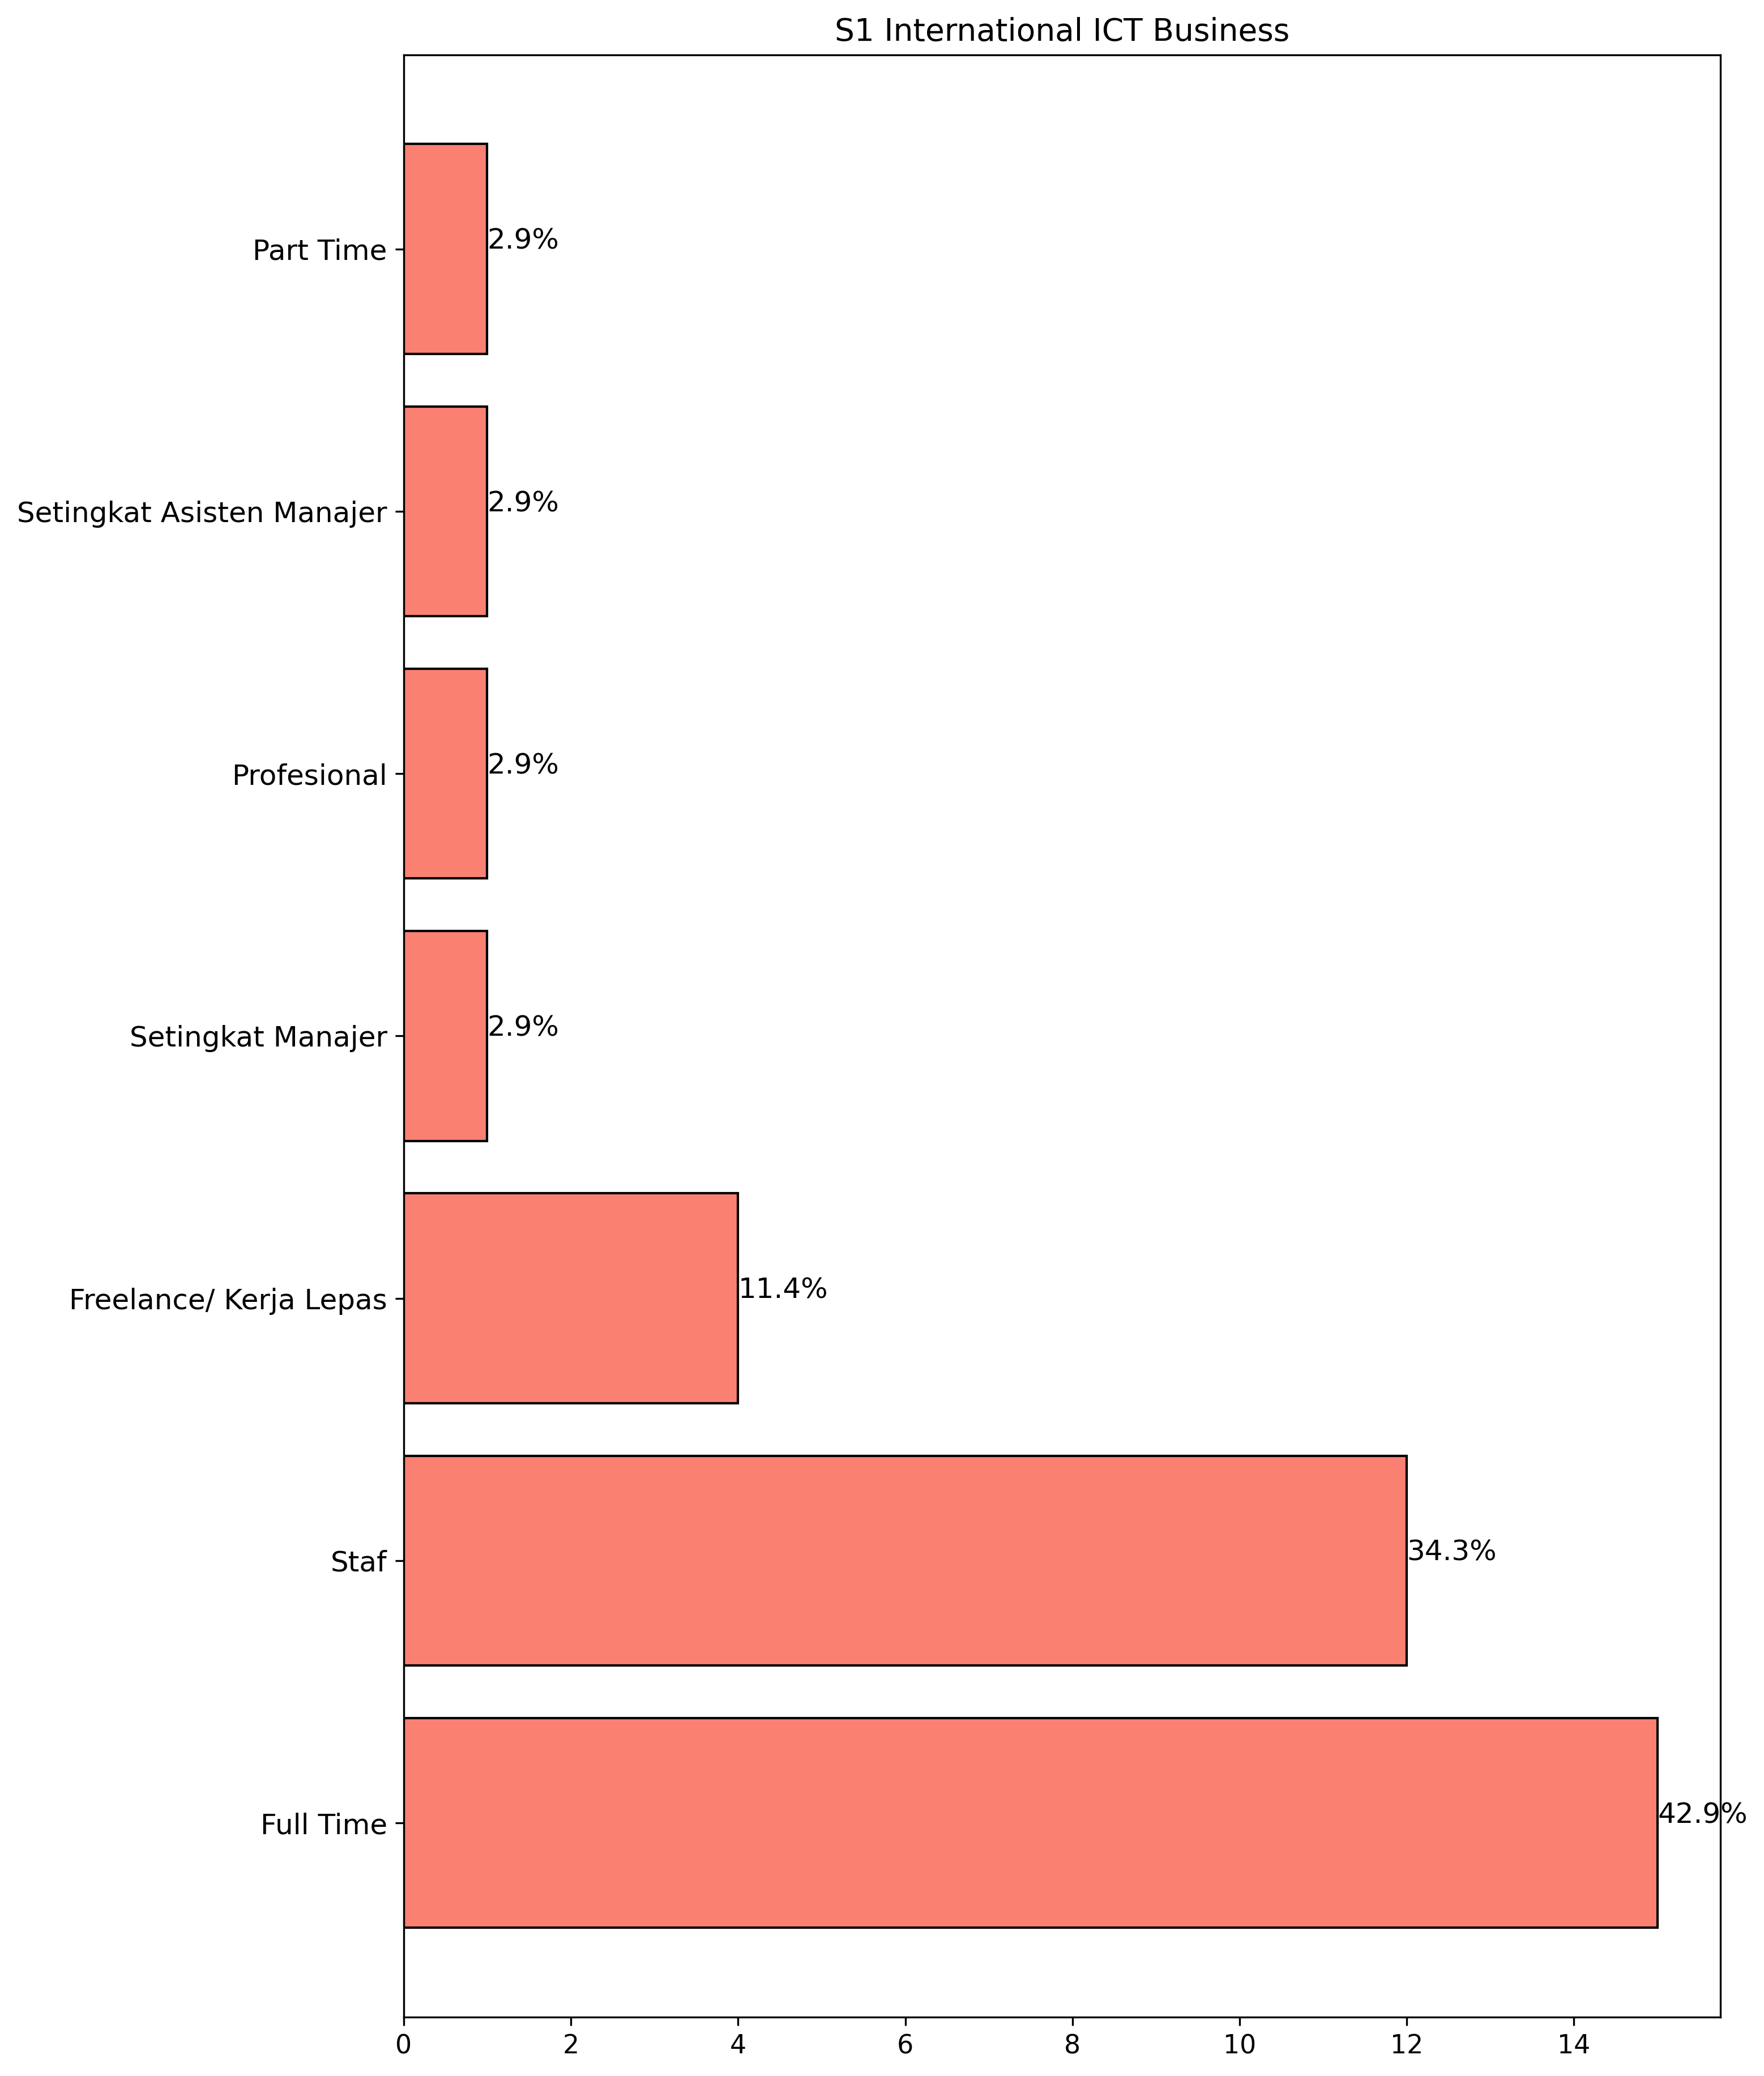 S1 International ICT Business
Part Time
2.9%
Setingkat Asisten Manajer
2.9%
Profesional
2.9%
Setingkat Manajer
2.9%
Freelance/ Kerja Lepas
11.4%
Staf
34.3%
Full Time
42.9%
0 2 4 6 8 10 12 14